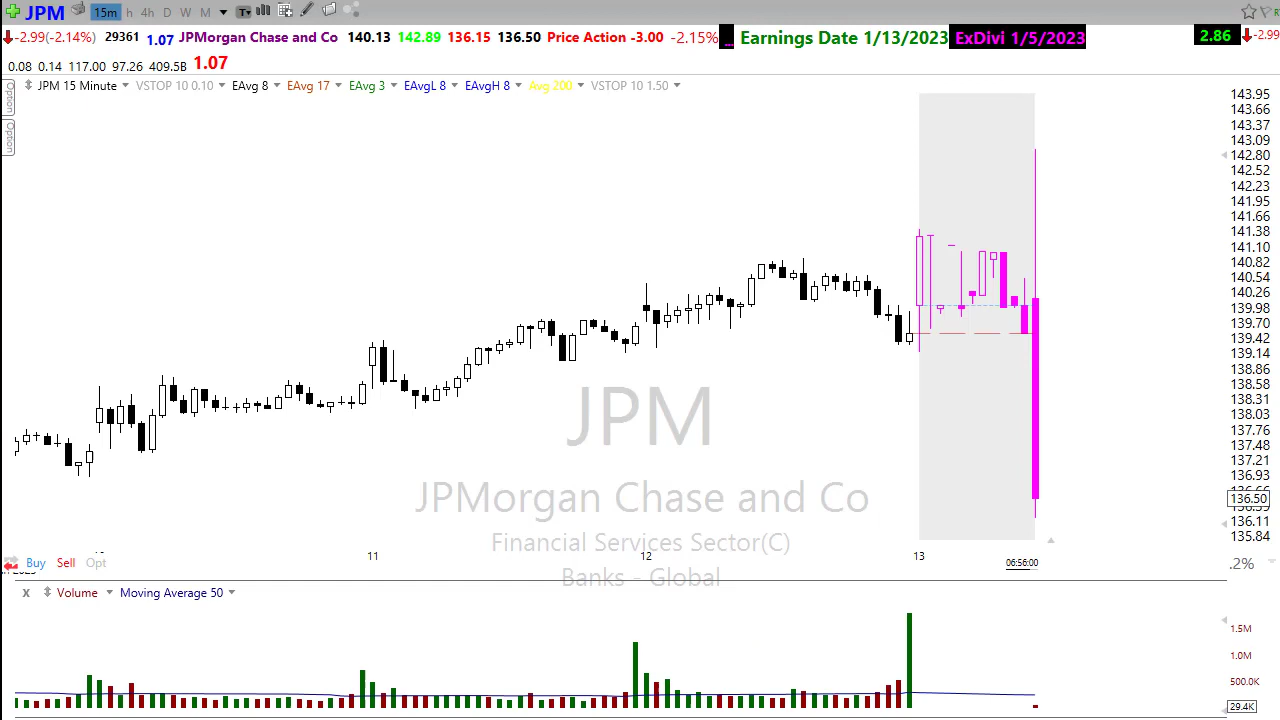 JPM 15m h 4h D W M T
-2.99(-2.14%) 29361 1.07 JPMorgan Chase and Co 140.13 142.89 136.15 136.50 Price Action -3.00 -2.15% ... Earnings Date 1/13/2023 ExDivi 1/5/2023 2.86 -2.99
0.08 0.14 117.00 97.26 409.5B 1.07
Option
Option
JPM 15 Minute VSTOP 10 0.10 EAvg 8 EAvg 17 EAvg 3 EAvgL 8 EAvgH 8 Avg 200 VSTOP 10 1.50
143.95
143.66
143.37
143.09
142.80
142.52
142.23
141.95
141.66
141.38
141.10
140.82
140.54
140.26
139.98
139.70
139.42
139.14
138.86
138.58
138.31
138.03
137.76
137.48
137.21
136.93
136.50
136.11
135.84
JPM
JPMorgan Chase and Co
Financial Services Sector(C)
Banks - Global
11 12 13
06:56:00
Buy Sell Opt
.2%
x Volume Moving Average 50
1.5M
1.0M
500.0K
29.4K